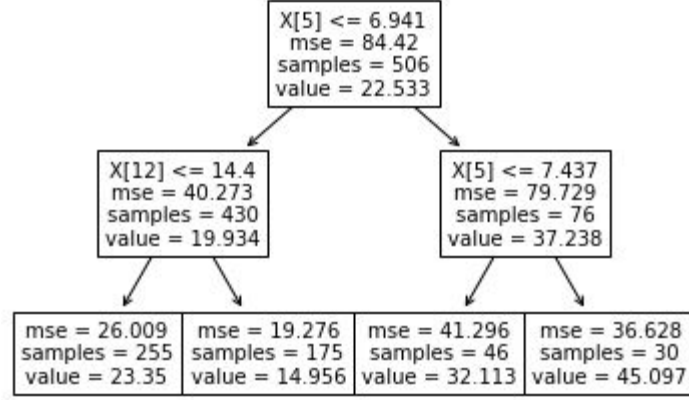 X[5] <= 6.941
mse = 84.42
samples = 506
value = 22.533
X[12] <= 14.4
mse = 40.273
samples = 430
value = 19.934
X[5] <= 7.437
mse = 79.729
samples = 76
value = 37.238
mse = 26.009
samples = 255
value = 23.35
mse = 19.276
samples = 175
value = 14.956
mse = 41.296
samples = 46
value = 32.113
mse = 36.628
samples = 30
value = 45.097